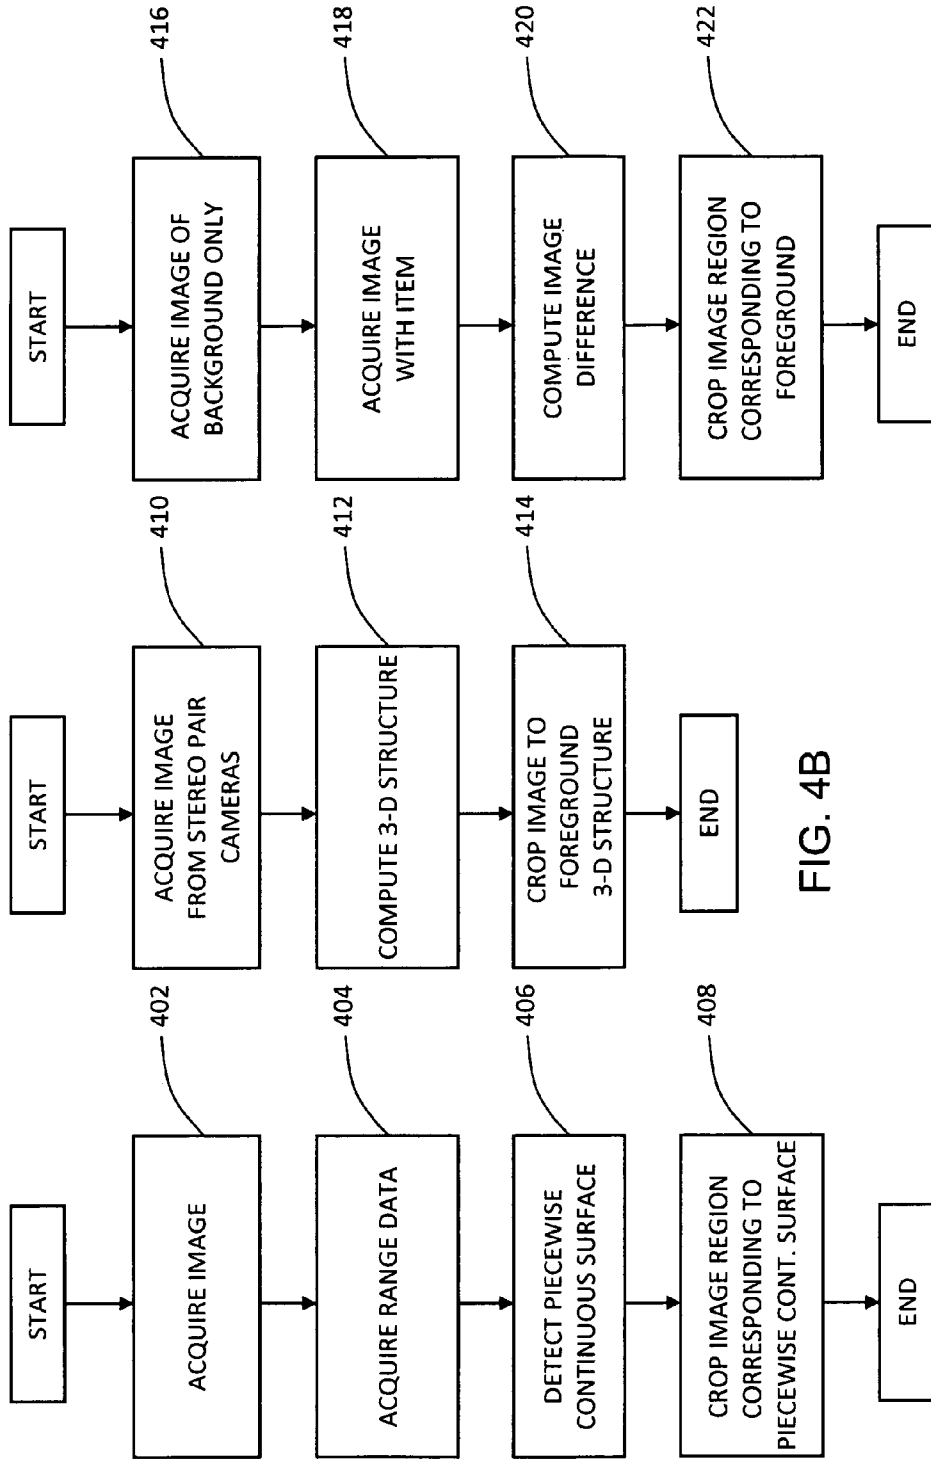 START
402
ACQUIRE IMAGE
404
ACQUIRE RANGE DATA
406
DETECT PIECEWISE
CONTINUOUS SURFACE
408
CROP IMAGE REGION
CORRESPONDING TO
PIECEWISE CONT. SURFACE
END
START
410
ACQUIRE IMAGE
FROM STEREO PAIR
CAMERAS
412
COMPUTE 3-D STRUCTURE
414
CROP IMAGE TO
FOREGROUND
3-D STRUCTURE
END
START
416
ACQUIRE IMAGE OF
BACKGROUND ONLY
418
ACQUIRE IMAGE
WITH ITEM
420
COMPUTE IMAGE
DIFFERENCE
422
CROP IMAGE REGION
CORRESPONDING TO
FOREGROUND
END
FIG. 4B